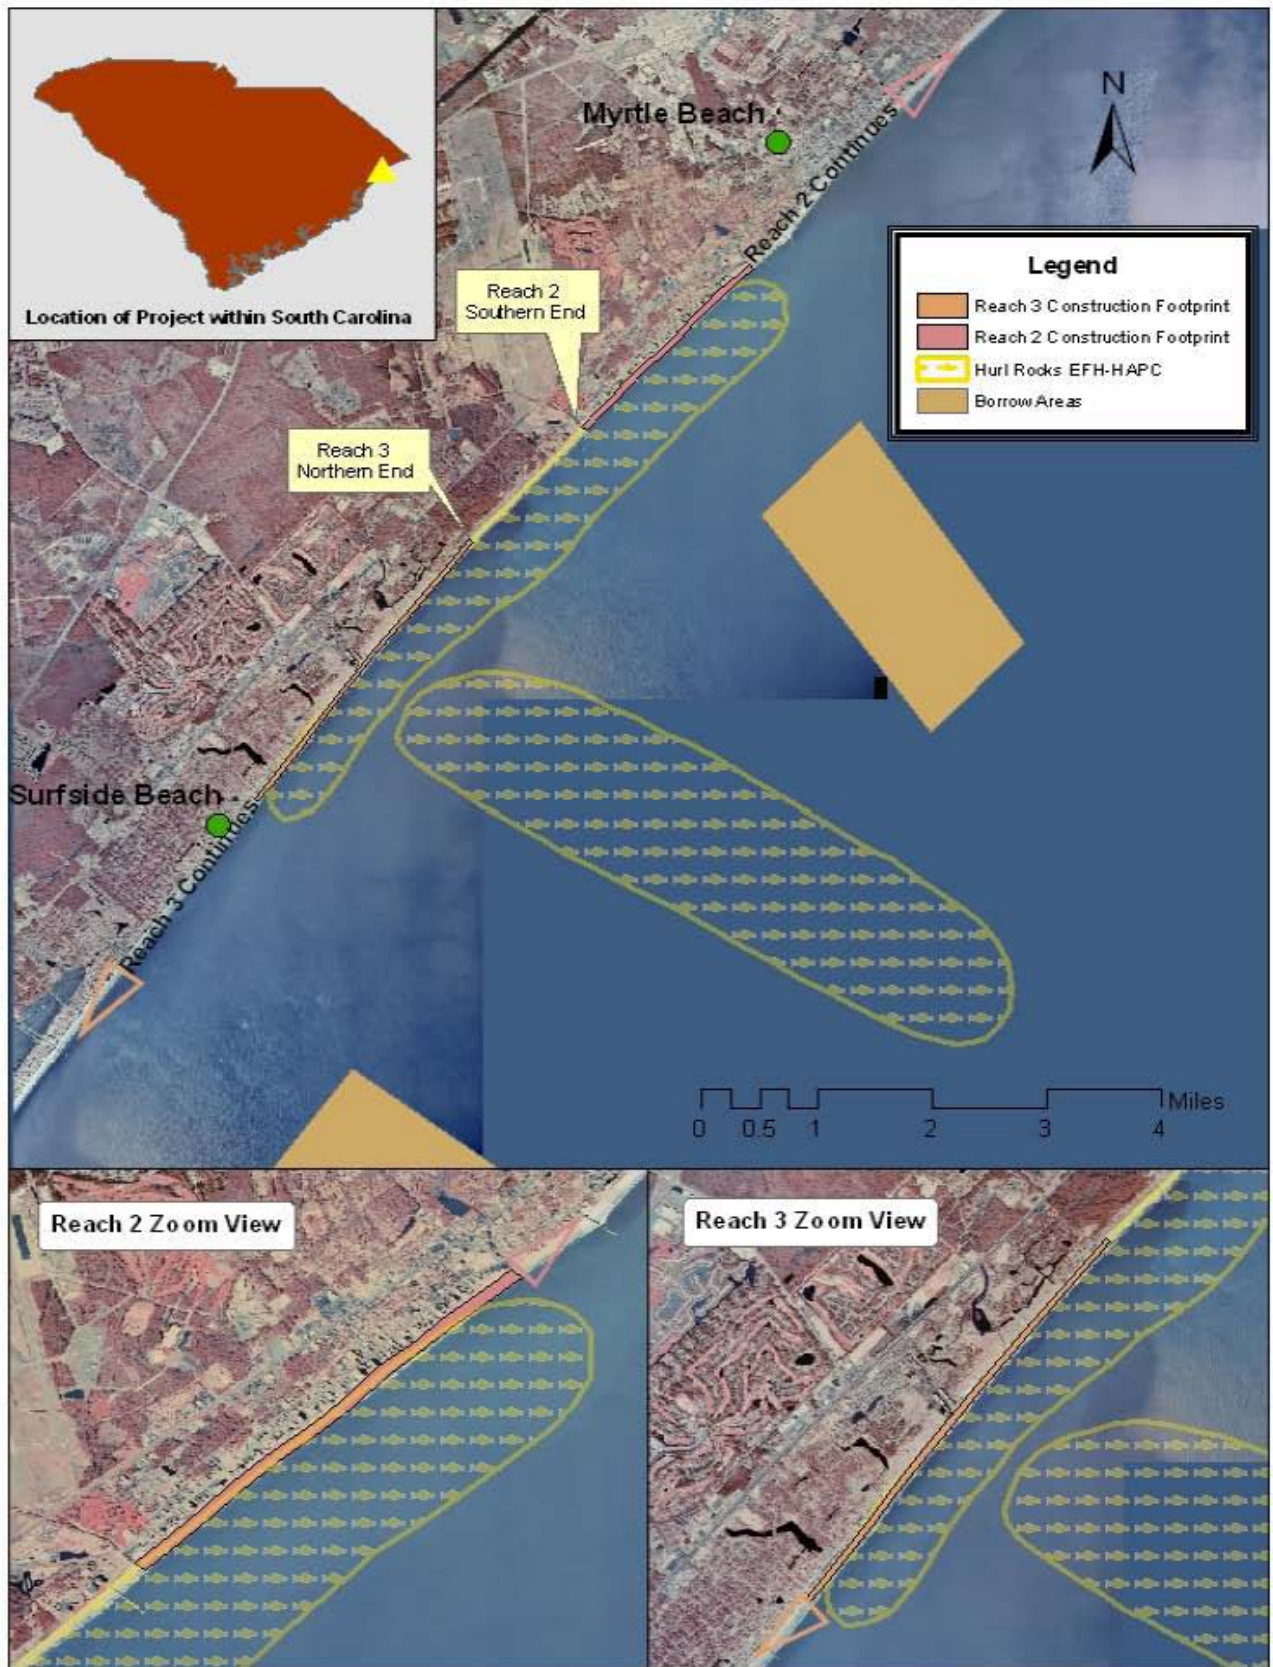 Location of Project within South Carolina
Myrtle Beach
N
Reach 2 Continues
Legend
Reach 3 Construction Footprint
Reach 2 Construction Footprint
Hurl Rocks EFH-HAPC
Borrow Areas
Reach 2
Southern End
Reach 3
Northern End
Surfside Beach
Reach 3 Continues
Miles
0 0.5 1 2 3 4
Reach 2 Zoom View
Reach 3 Zoom View